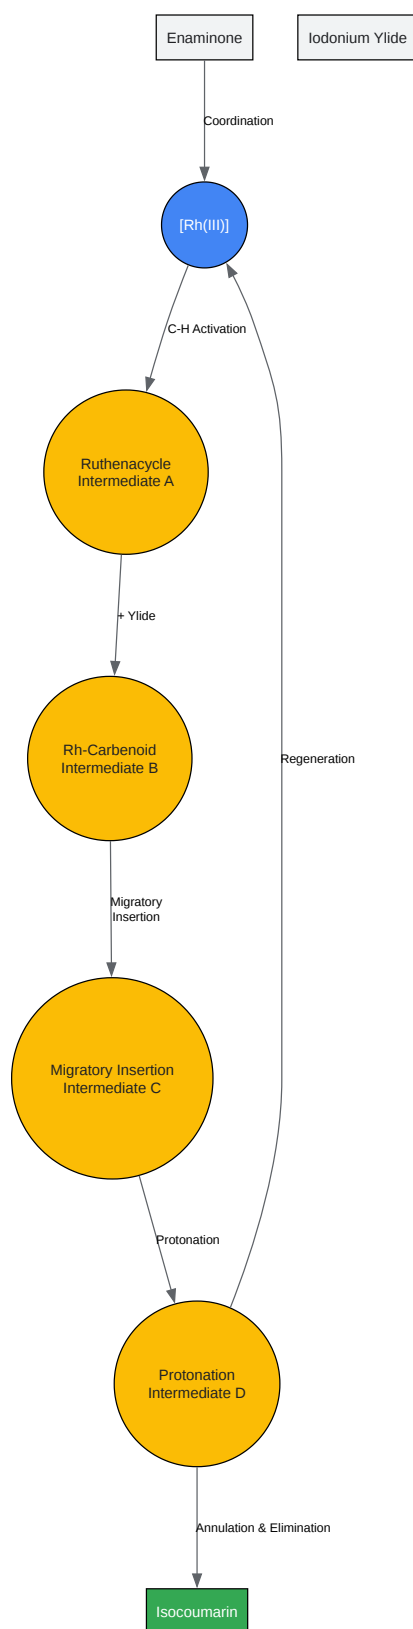 Enaminone
Iodonium Ylide
Coordination
[Rh(III)]
C-H Activation
Ruthenacycle
Intermediate A
+ Ylide
Rh-Carbenoid
Intermediate B
Regeneration
Migratory
Insertion
Migratory Insertion
Intermediate C
Protonation
Protonation
Intermediate D
Annulation & Elimination
Isocoumarin